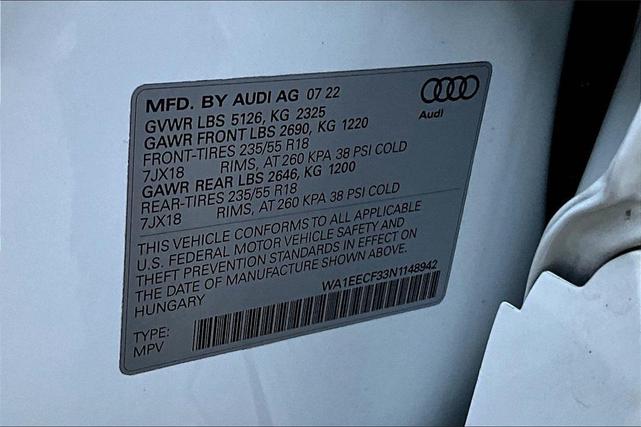 MFD. BY AUDI AG 07 22
GVWR LBS 5126, KG 2325
GAWR FRONT LBS 2690, KG 1220
FRONT-TIRES 235/55 R18
7JX18 RIMS, AT 260 KPA 38 PSI COLD
GAWR REAR LBS 2646, KG 1200
REAR-TIRES 235/55 R18
7JX18 RIMS, AT 260 KPA 38 PSI COLD
Audi
THIS VEHICLE CONFORMS TO ALL APPLICABLE
U.S. FEDERAL MOTOR VEHICLE SAFETY AND
THEFT PREVENTION STANDARDS IN EFFECT ON
THE DATE OF MANUFACTURE SHOWN ABOVE.
HUNGARY
WA1EECF33N1148942
TYPE:
MPV